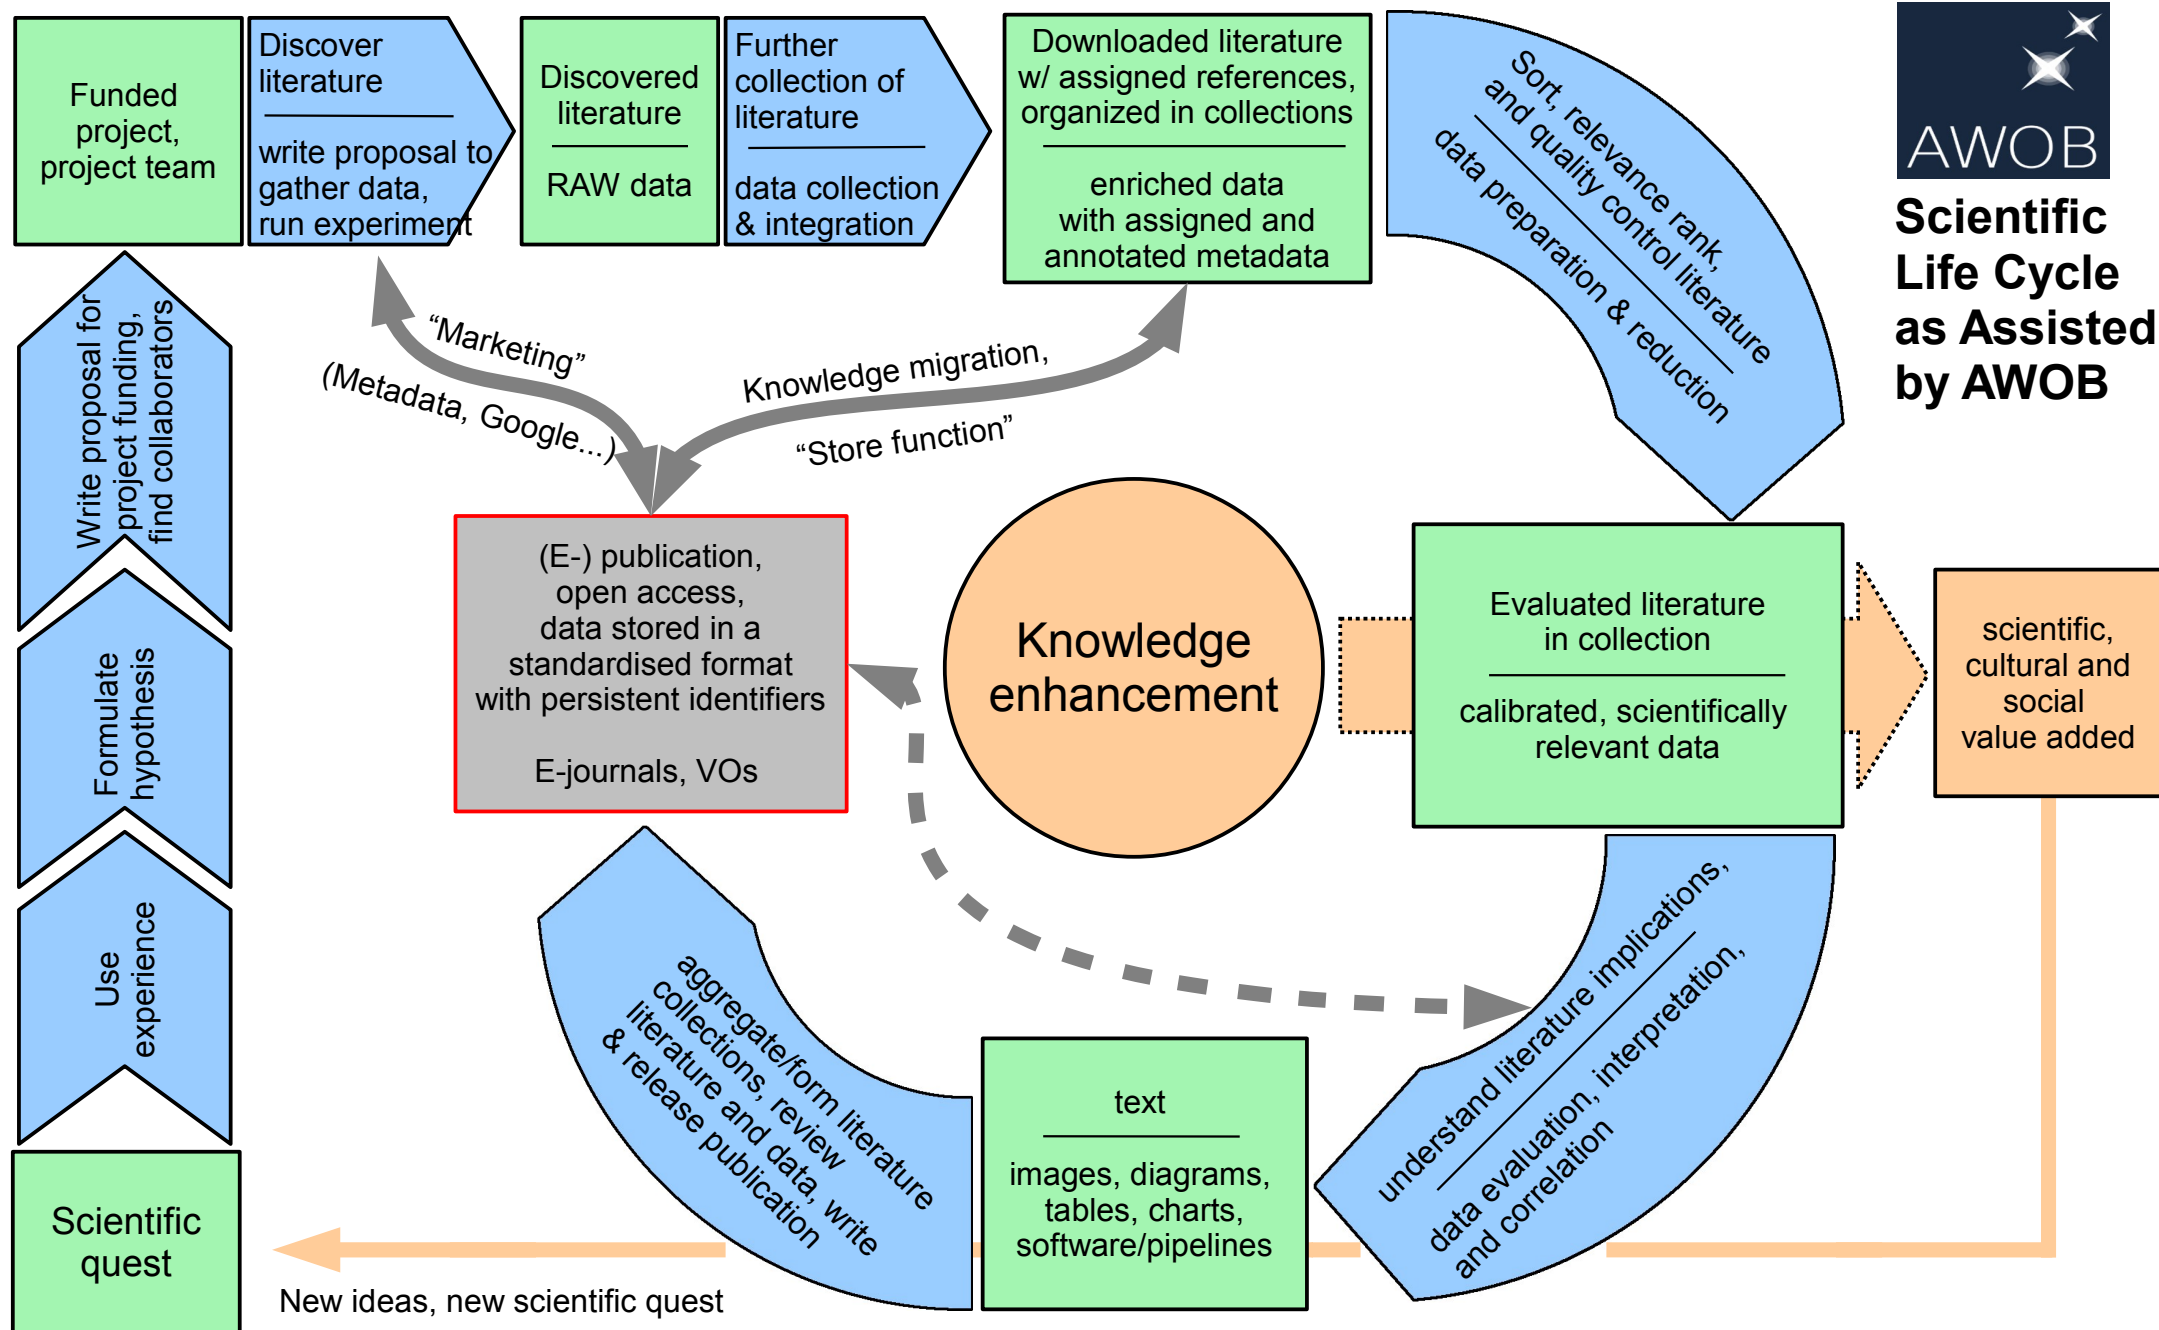 Funded
project,
project team
Discover
literature
write proposal to
gather data,
run experiment
Discovered
literature
RAW data
Further
collection of
literature
data collection
& integration
Downloaded literature
w/ assigned references,
organized in collections
enriched data
with assigned and
annotated metadata
Sort, relevance rank,
and quality control literature
data preparation & reduction
AWOB
Scientific
Life Cycle
as Assisted
by AWOB
Write proposal for
project funding,
find collaborators
“Marketing”
(Metadata, Google...)
Knowledge migration,
“Store function”
(E-) publication,
open access,
data stored in a
standardised format
with persistent identifiers
E-journals, VOs
Knowledge
enhancement
Evaluated literature
in collection
calibrated, scientifically
relevant data
scientific,
cultural and
social
value added
Formulate
hypothesis
Use
experience
aggregate/form literature
collections, review
literature and data, write
& release publication
text
images, diagrams,
tables, charts,
software/pipelines
understand literature implications,
data evaluation, interpretation,
and correlation
Scientific
quest
New ideas, new scientific quest